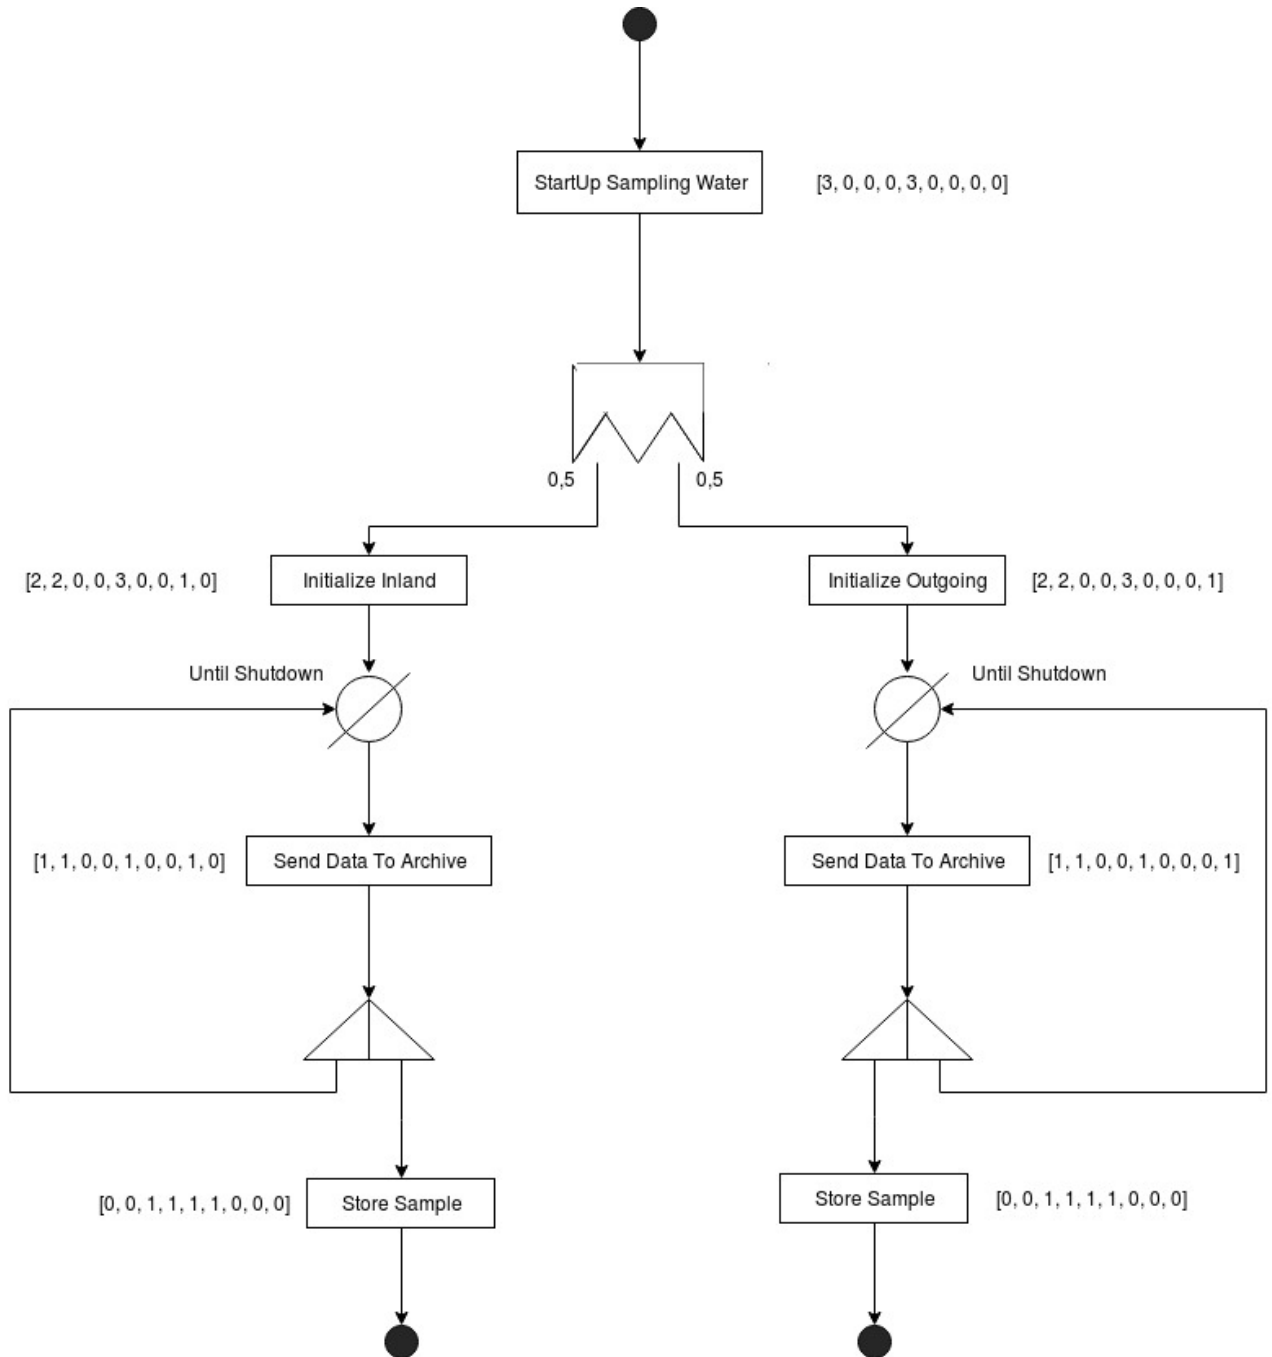 StartUp Sampling Water
[3, 0, 0, 0, 3, 0, 0, 0, 0]
0,5
0,5
[2, 2, 0, 0, 3, 0, 0, 1, 0]
Initialize Inland
Initialize Outgoing
[2, 2, 0, 0, 3, 0, 0, 0, 1]
Until Shutdown
Until Shutdown
[1, 1, 0, 0, 1, 0, 0, 1, 0]
Send Data To Archive
Send Data To Archive
[1, 1, 0, 0, 1, 0, 0, 0, 1]
[0, 0, 1, 1, 1, 1, 0, 0, 0]
Store Sample
Store Sample
[0, 0, 1, 1, 1, 1, 0, 0, 0]